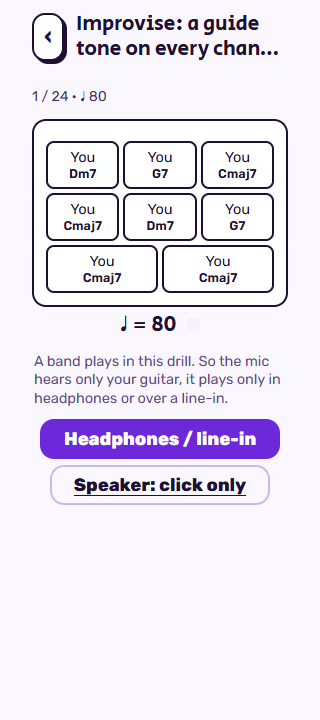 Improvise: a guide
tone on every chan...
1 / 24 • ♩ 80
You You You
Dm7 G7 Cmaj7
You You You
Cmaj7 Dm7 G7
You You
Cmaj7 Cmaj7
♩ = 80
A band plays in this drill. So the mic
hears only your guitar, it plays only in
headphones or over a line-in.
Headphones / line-in
Speaker: click only